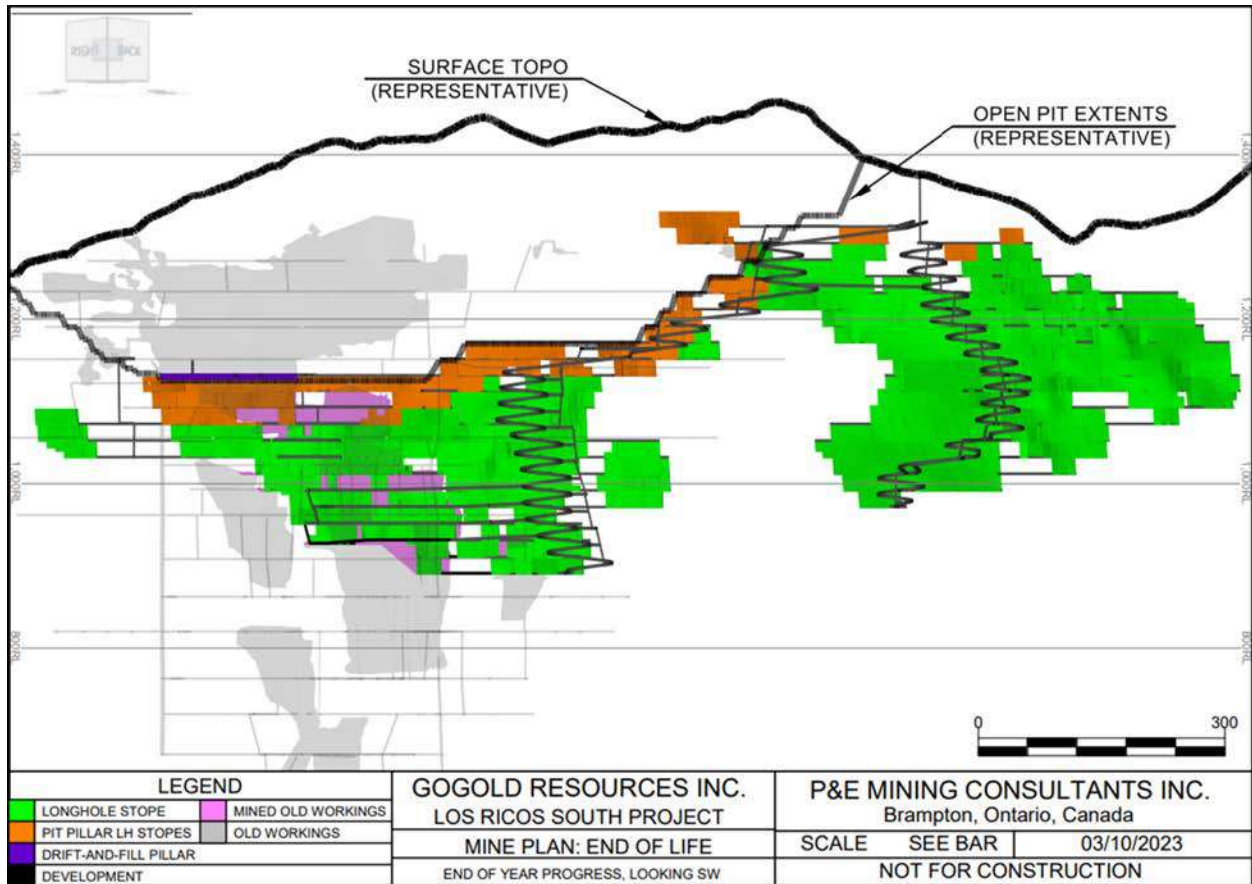 RIGHT
BACK
SURFACE TOPO
(REPRESENTATIVE)
OPEN PIT EXTENTS
(REPRESENTATIVE)
1,400RL
1,400RL
1,200RL
1,200RL
1,000RL
1,000RL
800RL
800RL
0 300
LEGEND
LONGHOLE STOPE
MINED OLD WORKINGS
PIT PILLAR LH STOPES
OLD WORKINGS
DRIFT-AND-FILL PILLAR
DEVELOPMENT
GOGOLD RESOURCES INC.
LOS RICOS SOUTH PROJECT
MINE PLAN: END OF LIFE
END OF YEAR PROGRESS, LOOKING SW
P&E MINING CONSULTANTS INC.
Brampton, Ontario, Canada
SCALE SEE BAR 03/10/2023
NOT FOR CONSTRUCTION